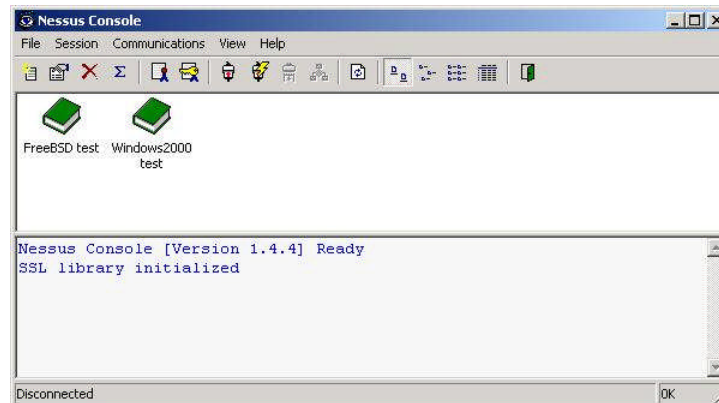 Nessus Console
File Session Communications View Help
FreeBSD test
Windows2000
test
Nessus Console [Version 1.4.4] Ready
SSL library initialized
Disconnected
OK